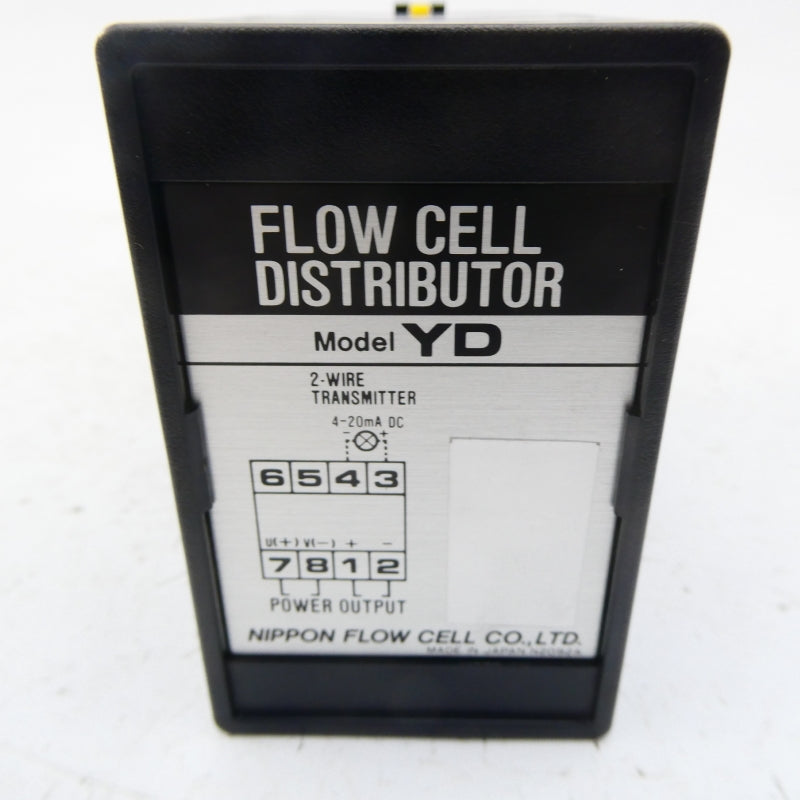 FLOW CELL
DISTRIBUTOR
Model YD
2-WIRE
TRANSMITTER
4-20mA DC
- +
6 5 4 3
U(+) V(-) + -
7 8 1 2
POWER OUTPUT
NIPPON FLOW CELL CO.,LTD.
MADE IN JAPAN